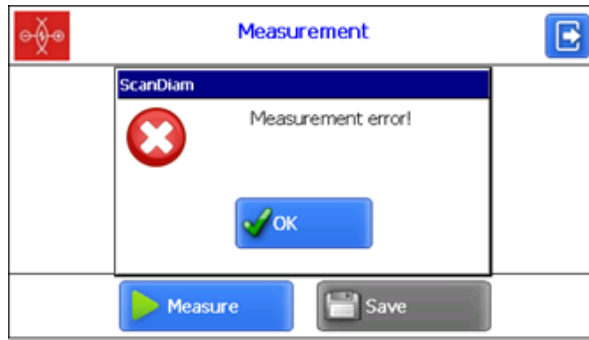 Measurement
ScanDiam
Measurement error!
OK
Measure
Save